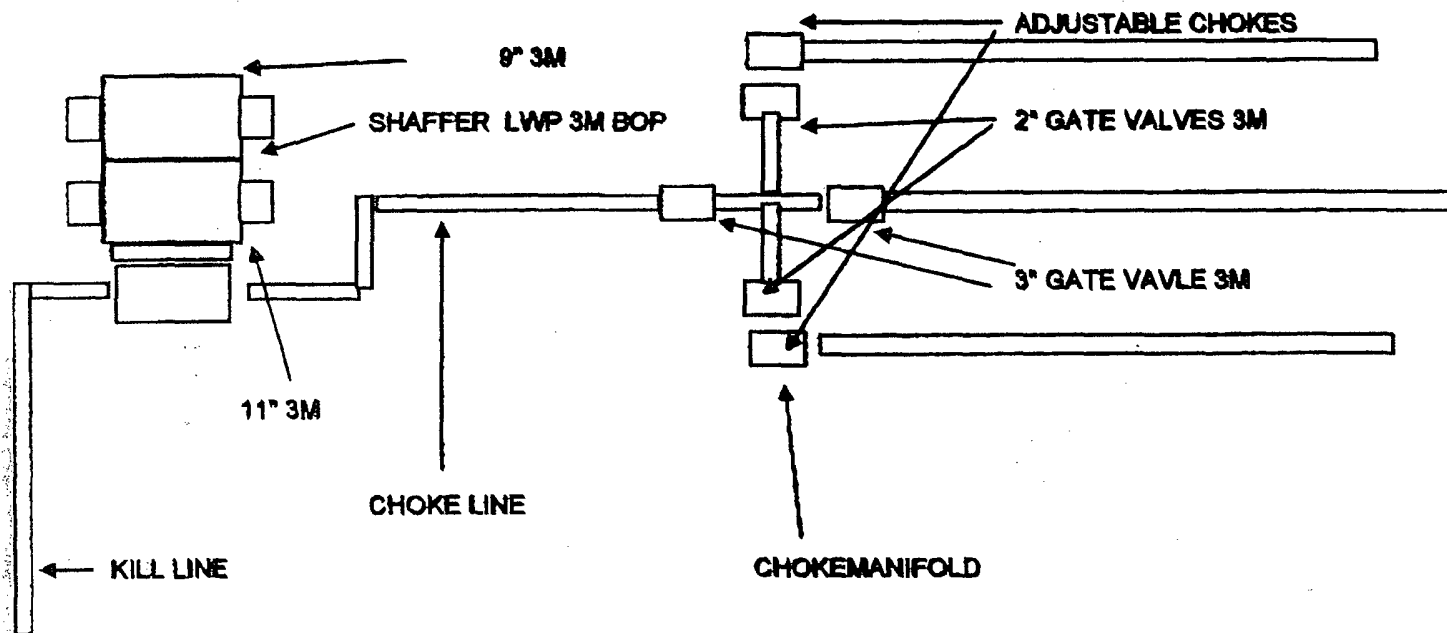 ADJUSTABLE CHOKES
9" 3M
SHAFFER LWP 3M BOP
2" GATE VALVES 3M
3" GATE VAVLE 3M
11" 3M
CHOKE LINE
KILL LINE
CHOKEMANIFOLD